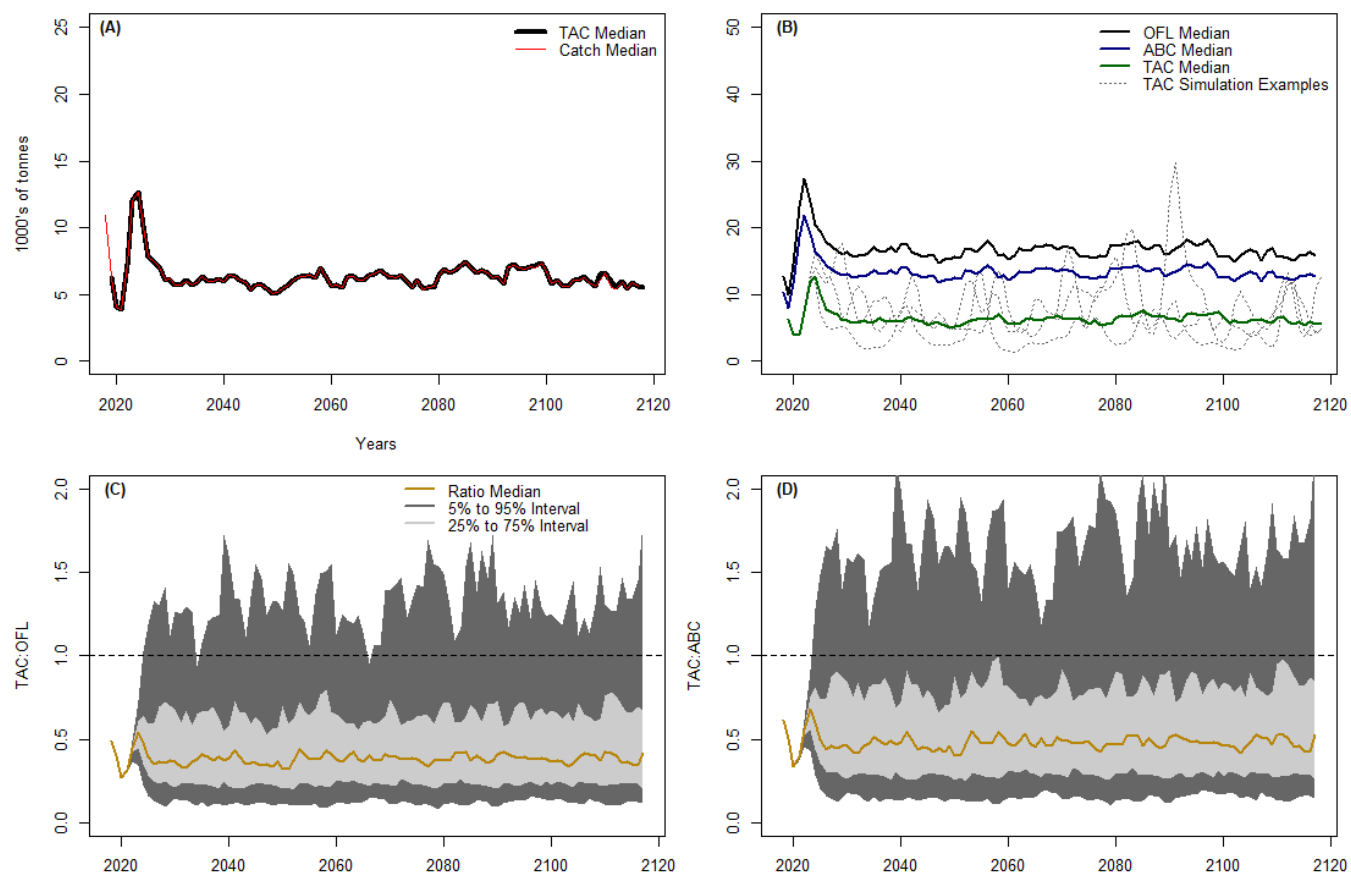 (A)
TAC Median
Catch Median
1000's of tonnes
25
20
15
10
5
0
2020
2040
2060
2080
2100
2120
Years
(B)
OFL Median
ABC Median
TAC Median
TAC Simulation Examples
50
40
30
20
10
0
2020
2040
2060
2080
2100
2120
(C)
Ratio Median
5% to 95% Interval
25% to 75% Interval
TAC:OFL
2.0
1.5
1.0
0.5
0.0
2020
2040
2060
2080
2100
2120
(D)
TAC:ABC
2.0
1.5
1.0
0.5
0.0
2020
2040
2060
2080
2100
2120